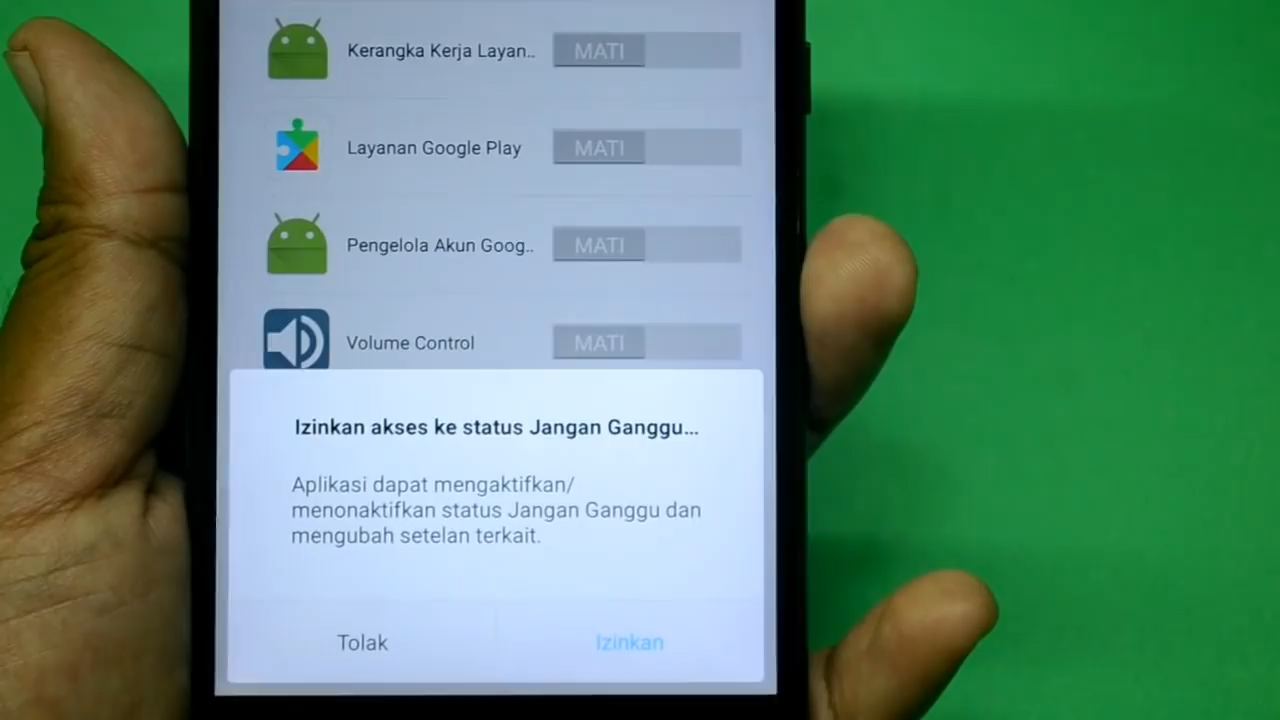 Kerangka Kerja Layan..
MATI
Layanan Google Play
MATI
Pengelola Akun Goog..
MATI
Volume Control
MATI
Izinkan akses ke status Jangan Ganggu...
Aplikasi dapat mengaktifkan/
menonaktifkan status Jangan Ganggu dan
mengubah setelan terkait.
Tolak
Izinkan